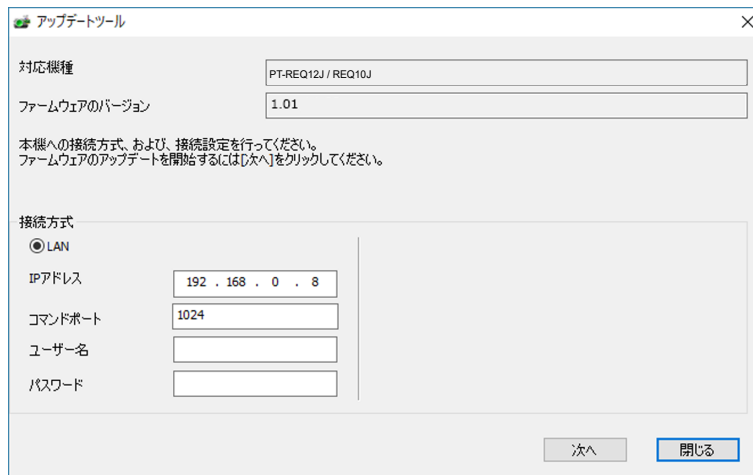 アップデートツール
対応機種
PT-REQ12J / REQ10J
ファームウェアのバージョン
1.01
本機への接続方式、および、接続設定を行ってください。
ファームウェアのアップデートを開始するには[次へ]をクリックしてください。
接続方式
LAN
IPアドレス
192 . 168 . 0 . 8
コマンドポート
1024
ユーザー名
パスワード
次へ
閉じる